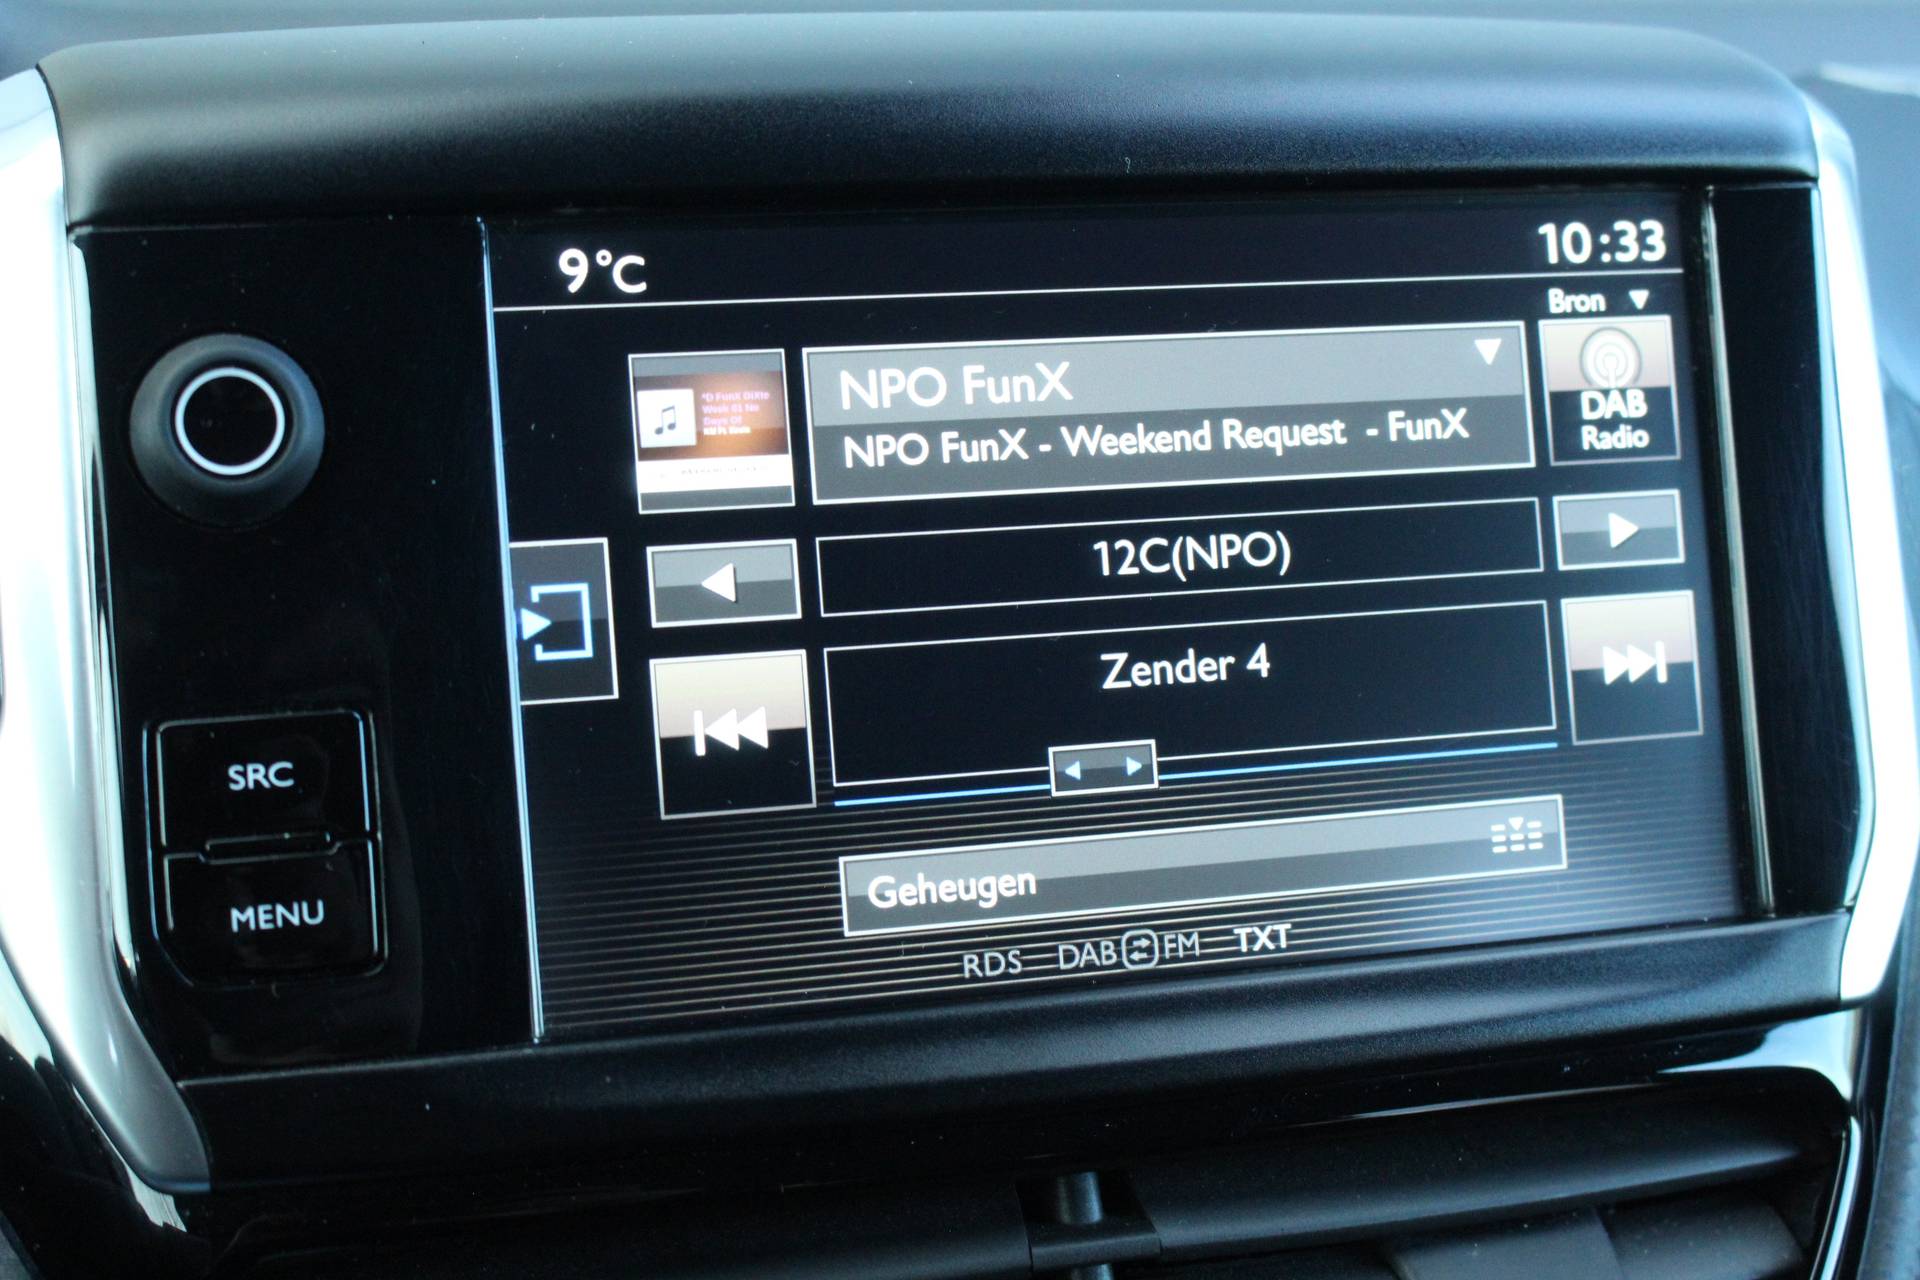 9°C
10:33
Bron
NPO FunX
NPO FunX - Weekend Request - FunX
DAB
Radio
12C(NPO)
Zender 4
SRC
MENU
Geheugen
RDS DAB FM TXT